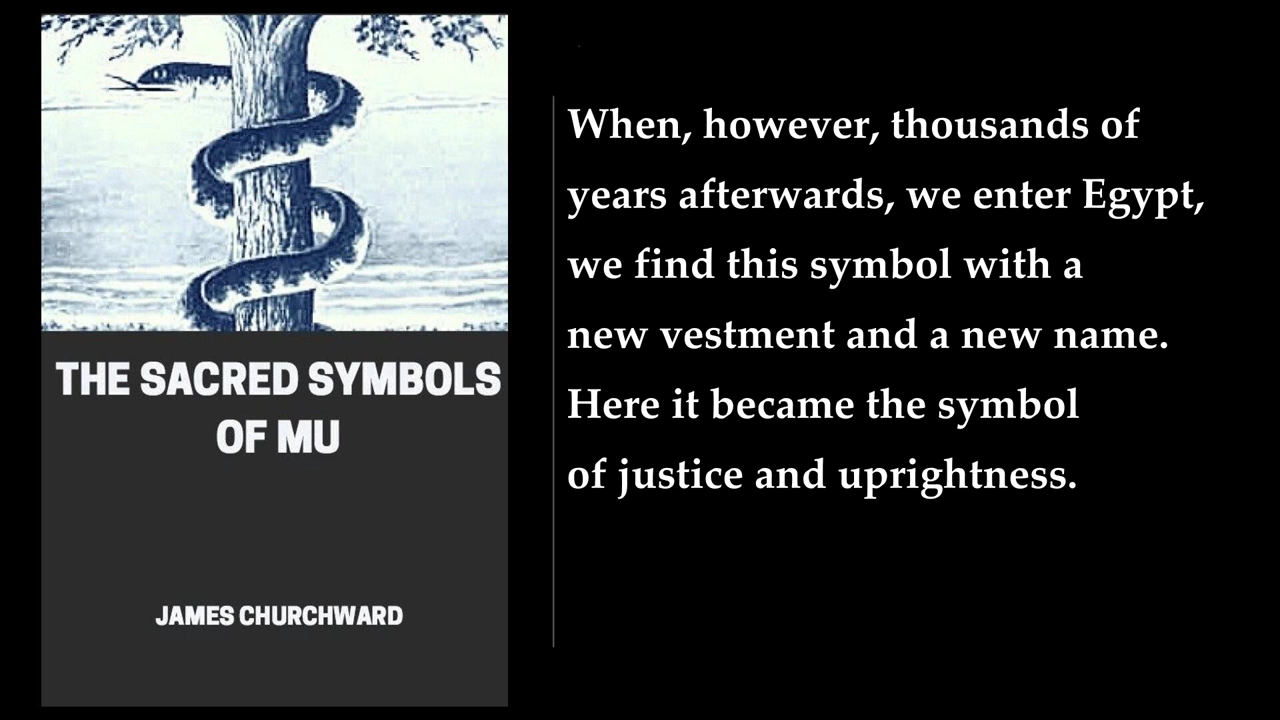 THE SACRED SYMBOLS
OF MU
JAMES CHURCHWARD
When, however, thousands of
years afterwards, we enter Egypt,
we find this symbol with a
new vestment and a new name.
Here it became the symbol
of justice and uprightness.